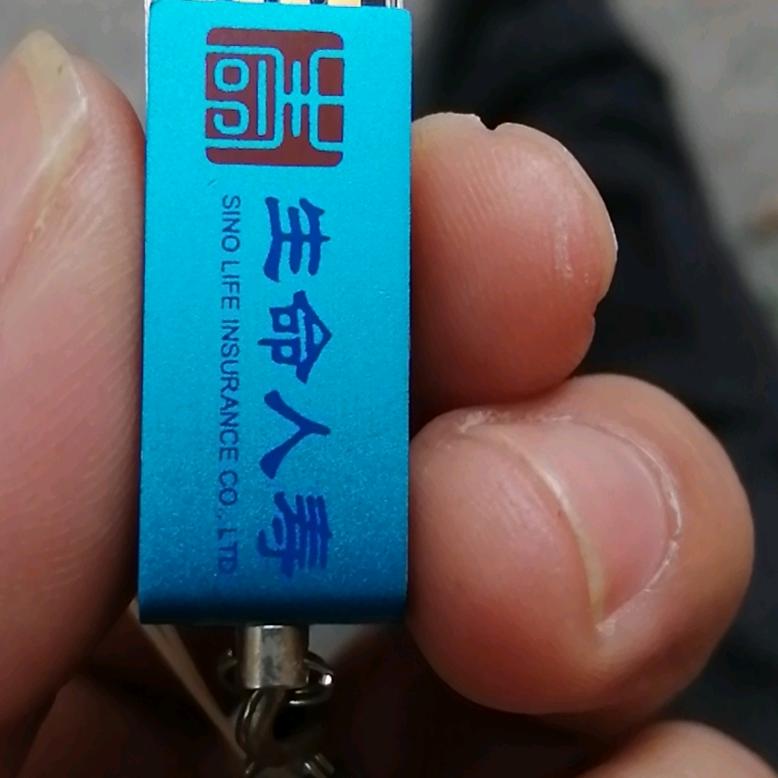 生命人寿
SINO LIFE INSURANCE CO., LTD